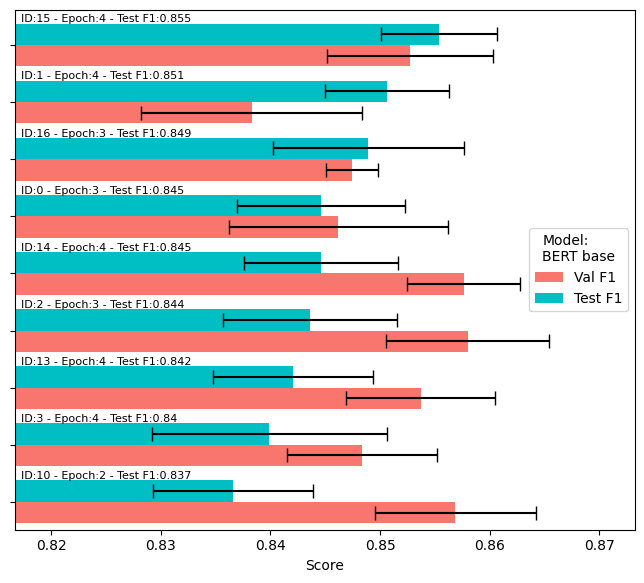 ID:15 - Epoch:4 - Test F1:0.855
ID:1 - Epoch:4 - Test F1:0.851
ID:16 - Epoch:3 - Test F1:0.849
ID:0 - Epoch:3 - Test F1:0.845
ID:14 - Epoch:4 - Test F1:0.845
ID:2 - Epoch:3 - Test F1:0.844
ID:13 - Epoch:4 - Test F1:0.842
ID:3 - Epoch:4 - Test F1:0.84
ID:10 - Epoch:2 - Test F1:0.837
Model:
BERT base
Val F1
Test F1
0.82 0.83 0.84 0.85 0.86 0.87
Score